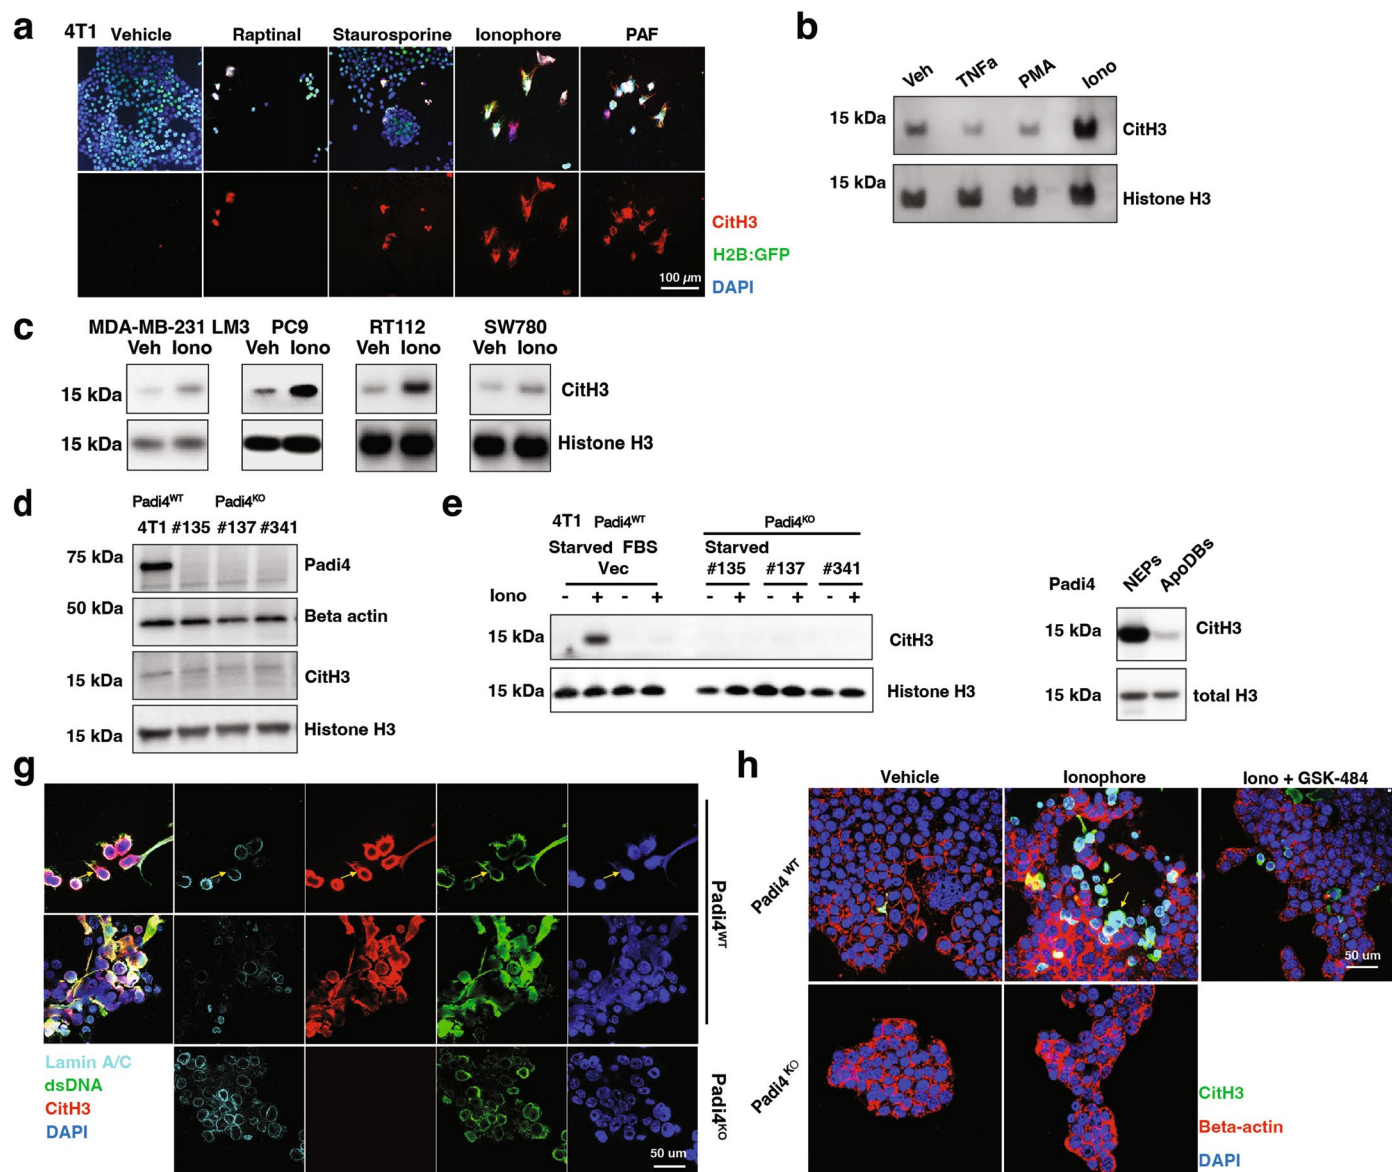 a
4T1 Vehicle Raptinal Staurosporine Ionophore PAF
CitH3
H2B:GFP
DAPI
100 µm
b
Veh TNFa PMA Iono
15 kDa CitH3
15 kDa Histone H3
c
MDA-MB-231 LM3 PC9 RT112 SW780
Veh Iono Veh Iono Veh Iono Veh Iono
15 kDa CitH3
15 kDa Histone H3
d
Padi4WT Padi4KO
4T1 #135 #137 #341
75 kDa Padi4
50 kDa Beta actin
15 kDa CitH3
15 kDa Histone H3
e
4T1 Padi4WT Padi4KO
Starved FBS Starved
Vec #135 #137 #341
Iono - + - + - + - + - +
15 kDa CitH3
15 kDa Histone H3
Padi4 NEPs ApoDBs
15 kDa CitH3
15 kDa total H3
g
Padi4WT
Padi4KO
Lamin A/C
dsDNA
CitH3
DAPI
50 um
h
Vehicle Ionophore Iono + GSK-484
Padi4 WT
50 um
Padi4 KO
CitH3
Beta-actin
DAPI